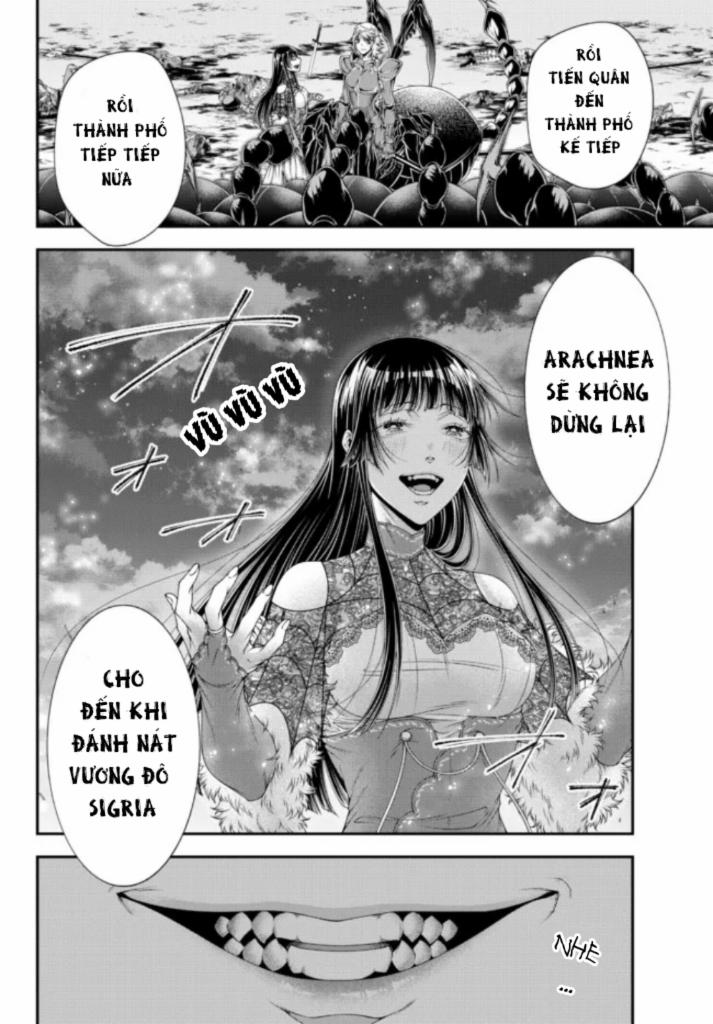 RỒI
TIẾN QUÂN
ĐẾN
THÀNH PHỐ
KẾ TIẾP
RỒI
THÀNH PHỐ
TIẾP TIẾP
NỮA
ARACHNEA
SẼ KHÔNG
DỪNG LẠI
VÙ VÙ VÙ
CHO
ĐẾN KHI
ĐÁNH NÁT
VƯƠNG ĐÔ
SIGRIA
NHE
...